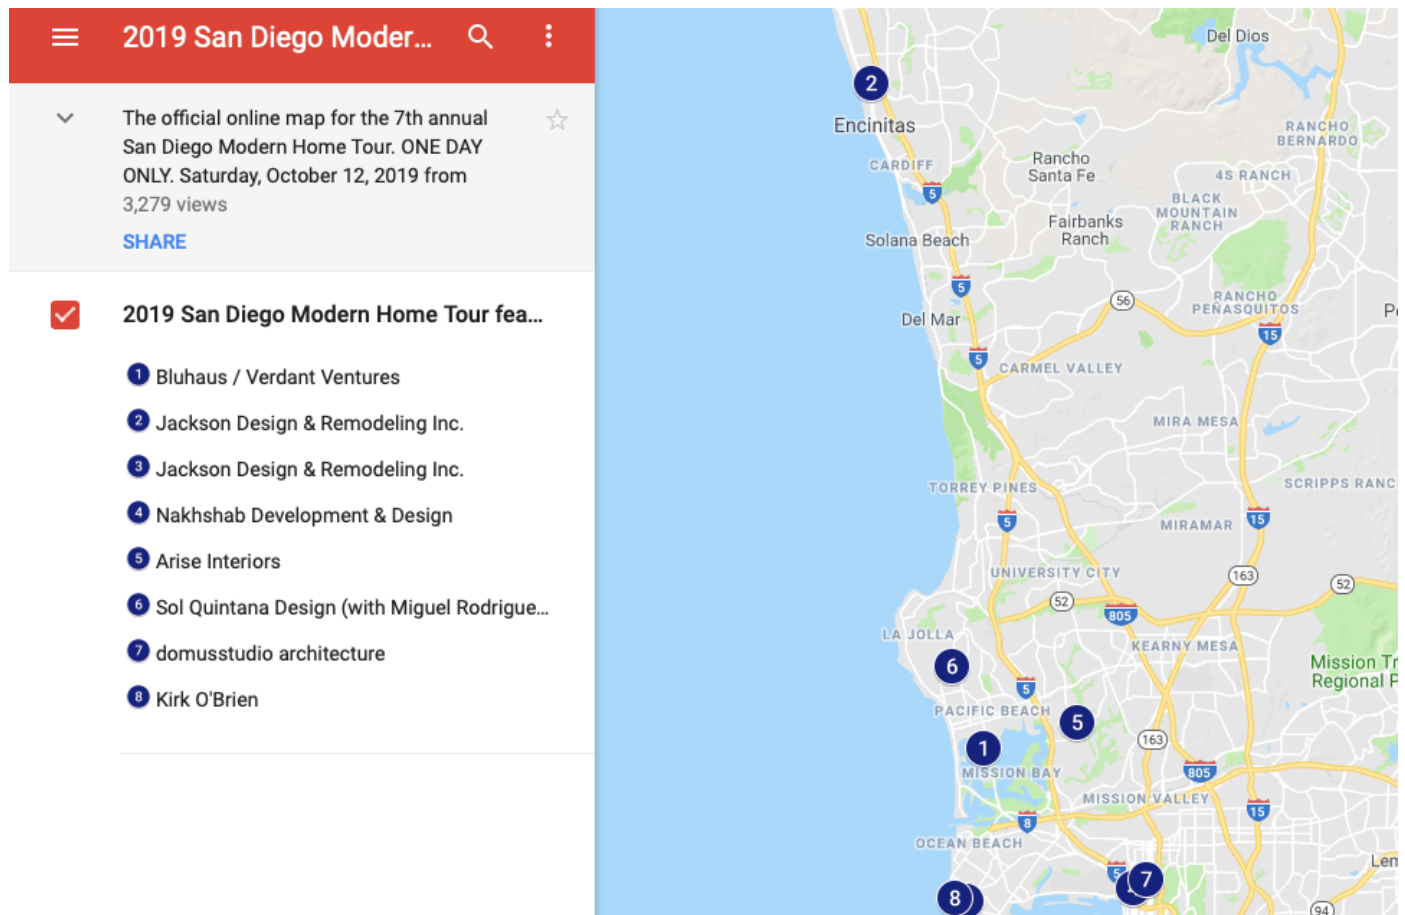 2019 San Diego Moder...
The official online map for the 7th annual
San Diego Modern Home Tour. ONE DAY
ONLY. Saturday, October 12, 2019 from
3,279 views
SHARE
2019 San Diego Modern Home Tour fea...
1 Bluhaus / Verdant Ventures
2 Jackson Design & Remodeling Inc.
3 Jackson Design & Remodeling Inc.
4 Nakhshab Development & Design
5 Arise Interiors
6 Sol Quintana Design (with Miguel Rodrigue...
7 domusstudio architecture
8 Kirk O'Brien
Del Dios
2
Encinitas
RANCHO
BERNARDO
CARDIFF
Rancho
Santa Fe
4S RANCH
5
BLACK
MOUNTAIN
RANCH
Fairbanks
Ranch
Solana Beach
5
56
RANCHO
PEÑASQUITOS
Del Mar
15
5
CARMEL VALLEY
MIRA MESA
TORREY PINES
SCRIPPS RANC
5
MIRAMAR
15
UNIVERSITY CITY
163
52
52
805
LA JOLLA
KEARNY MESA
6
Mission Tr
Regional P
5
PACIFIC BEACH
5
1
163
MISSION BAY
805
MISSION VALLEY
15
8
OCEAN BEACH
Lem
5
7
8
94